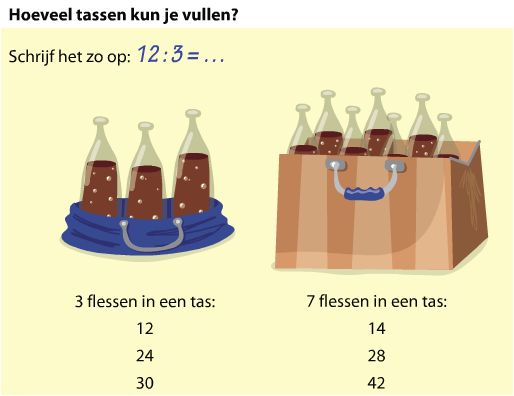 Hoeveel tassen kun je vullen?
Schrijf het zo op: 12 : 3 = ...
3 flessen in een tas:
12
24
30
7 flessen in een tas:
14
28
42